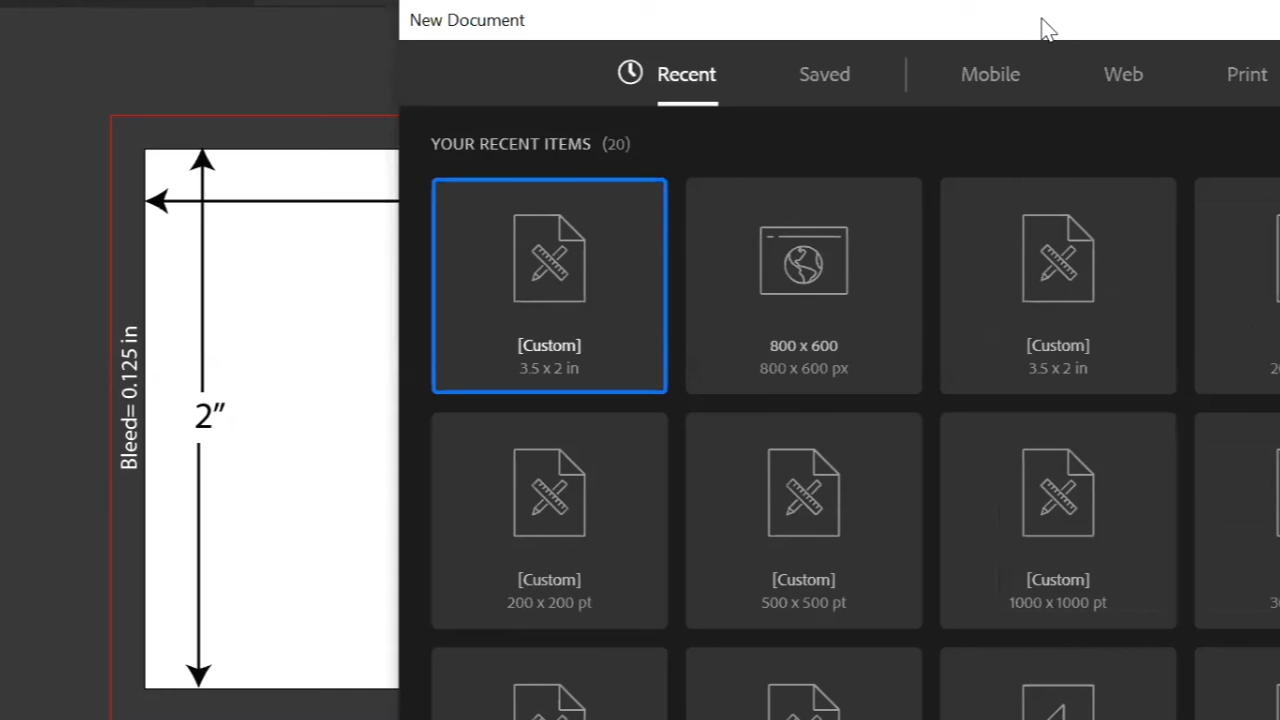 New Document
Recent
Saved
Mobile
Web
Print
YOUR RECENT ITEMS (20)
[Custom]
3.5 x 2 in
800 x 600
800 x 600 px
[Custom]
3.5 x 2 in
Bleed= 0.125 in
2″
[Custom]
200 x 200 pt
[Custom]
500 x 500 pt
[Custom]
1000 x 1000 pt